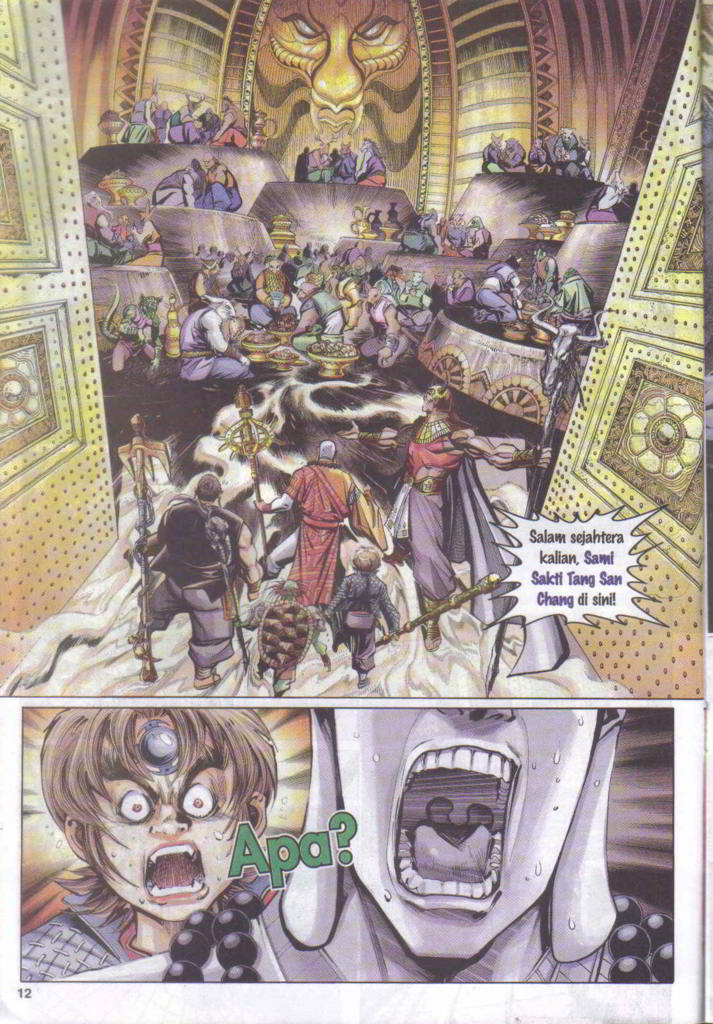 Salam sejahtera
kalian, Sami
Sakti Tang San
Chang di sini!
Apa?
12